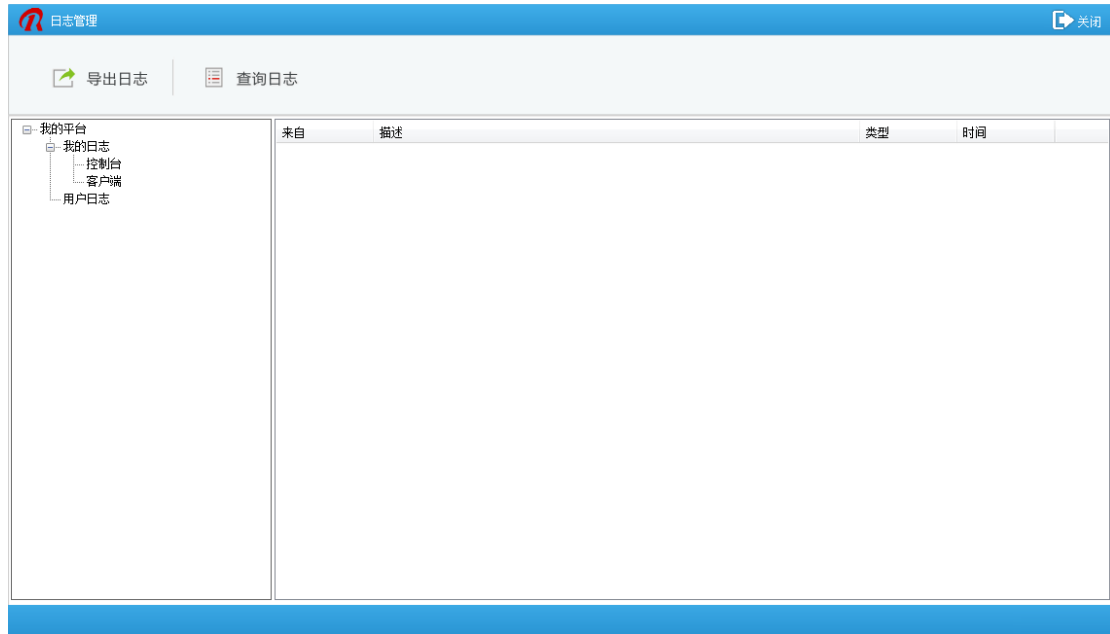 日志管理
关闭
导出日志
查询日志
我的平台
我的日志
控制台
客户端
用户日志
来自 描述 类型 时间